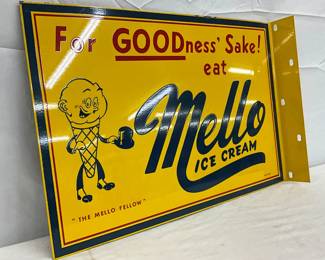 For GOODness' Sake!
eat
Mello
ICE CREAM
"THE MELLO FELLOW"